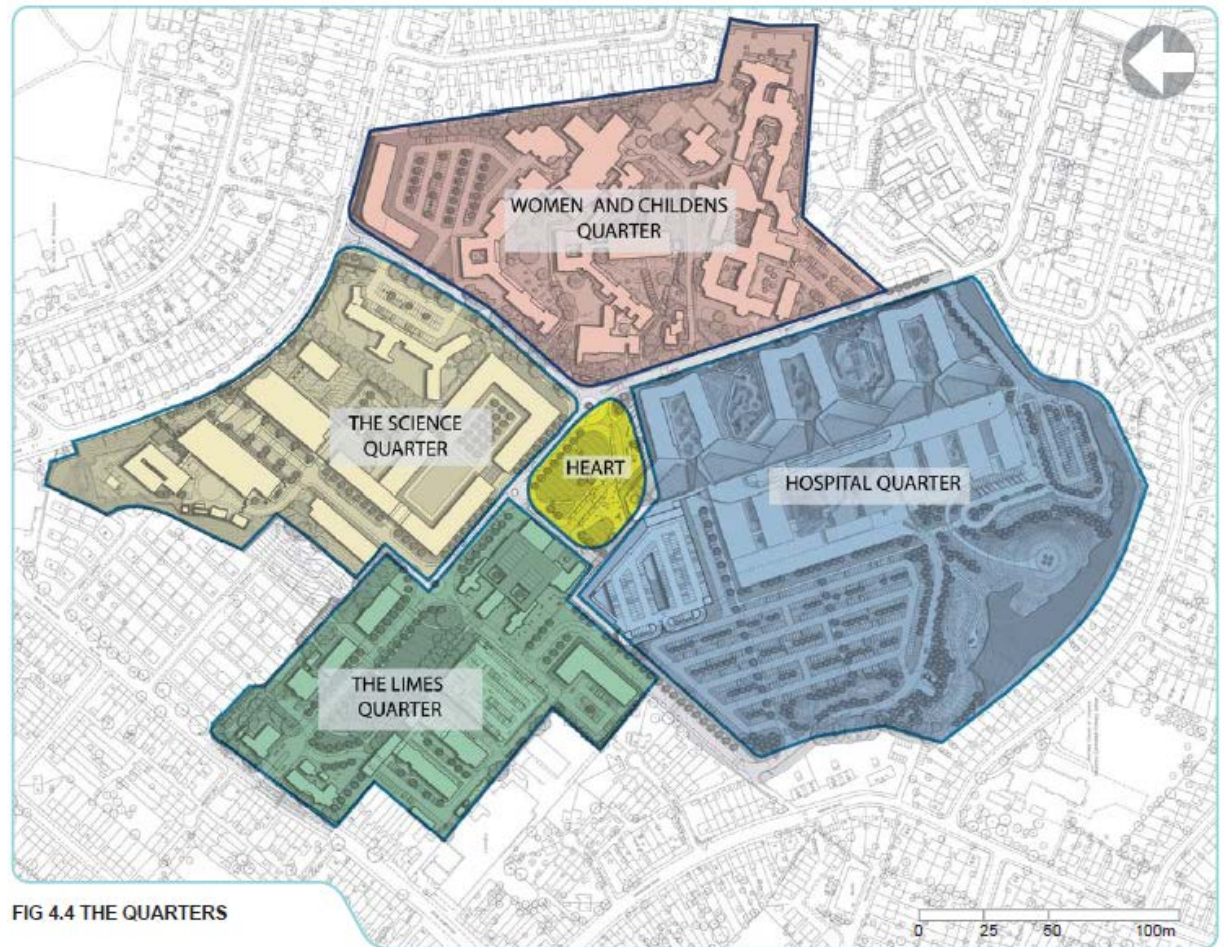 WOMEN AND CHILDENS
QUARTER
THE SCIENCE
QUARTER
HEART
HOSPITAL QUARTER
THE LIMES
QUARTER
FIG 4.4 THE QUARTERS
0 25 50 100m